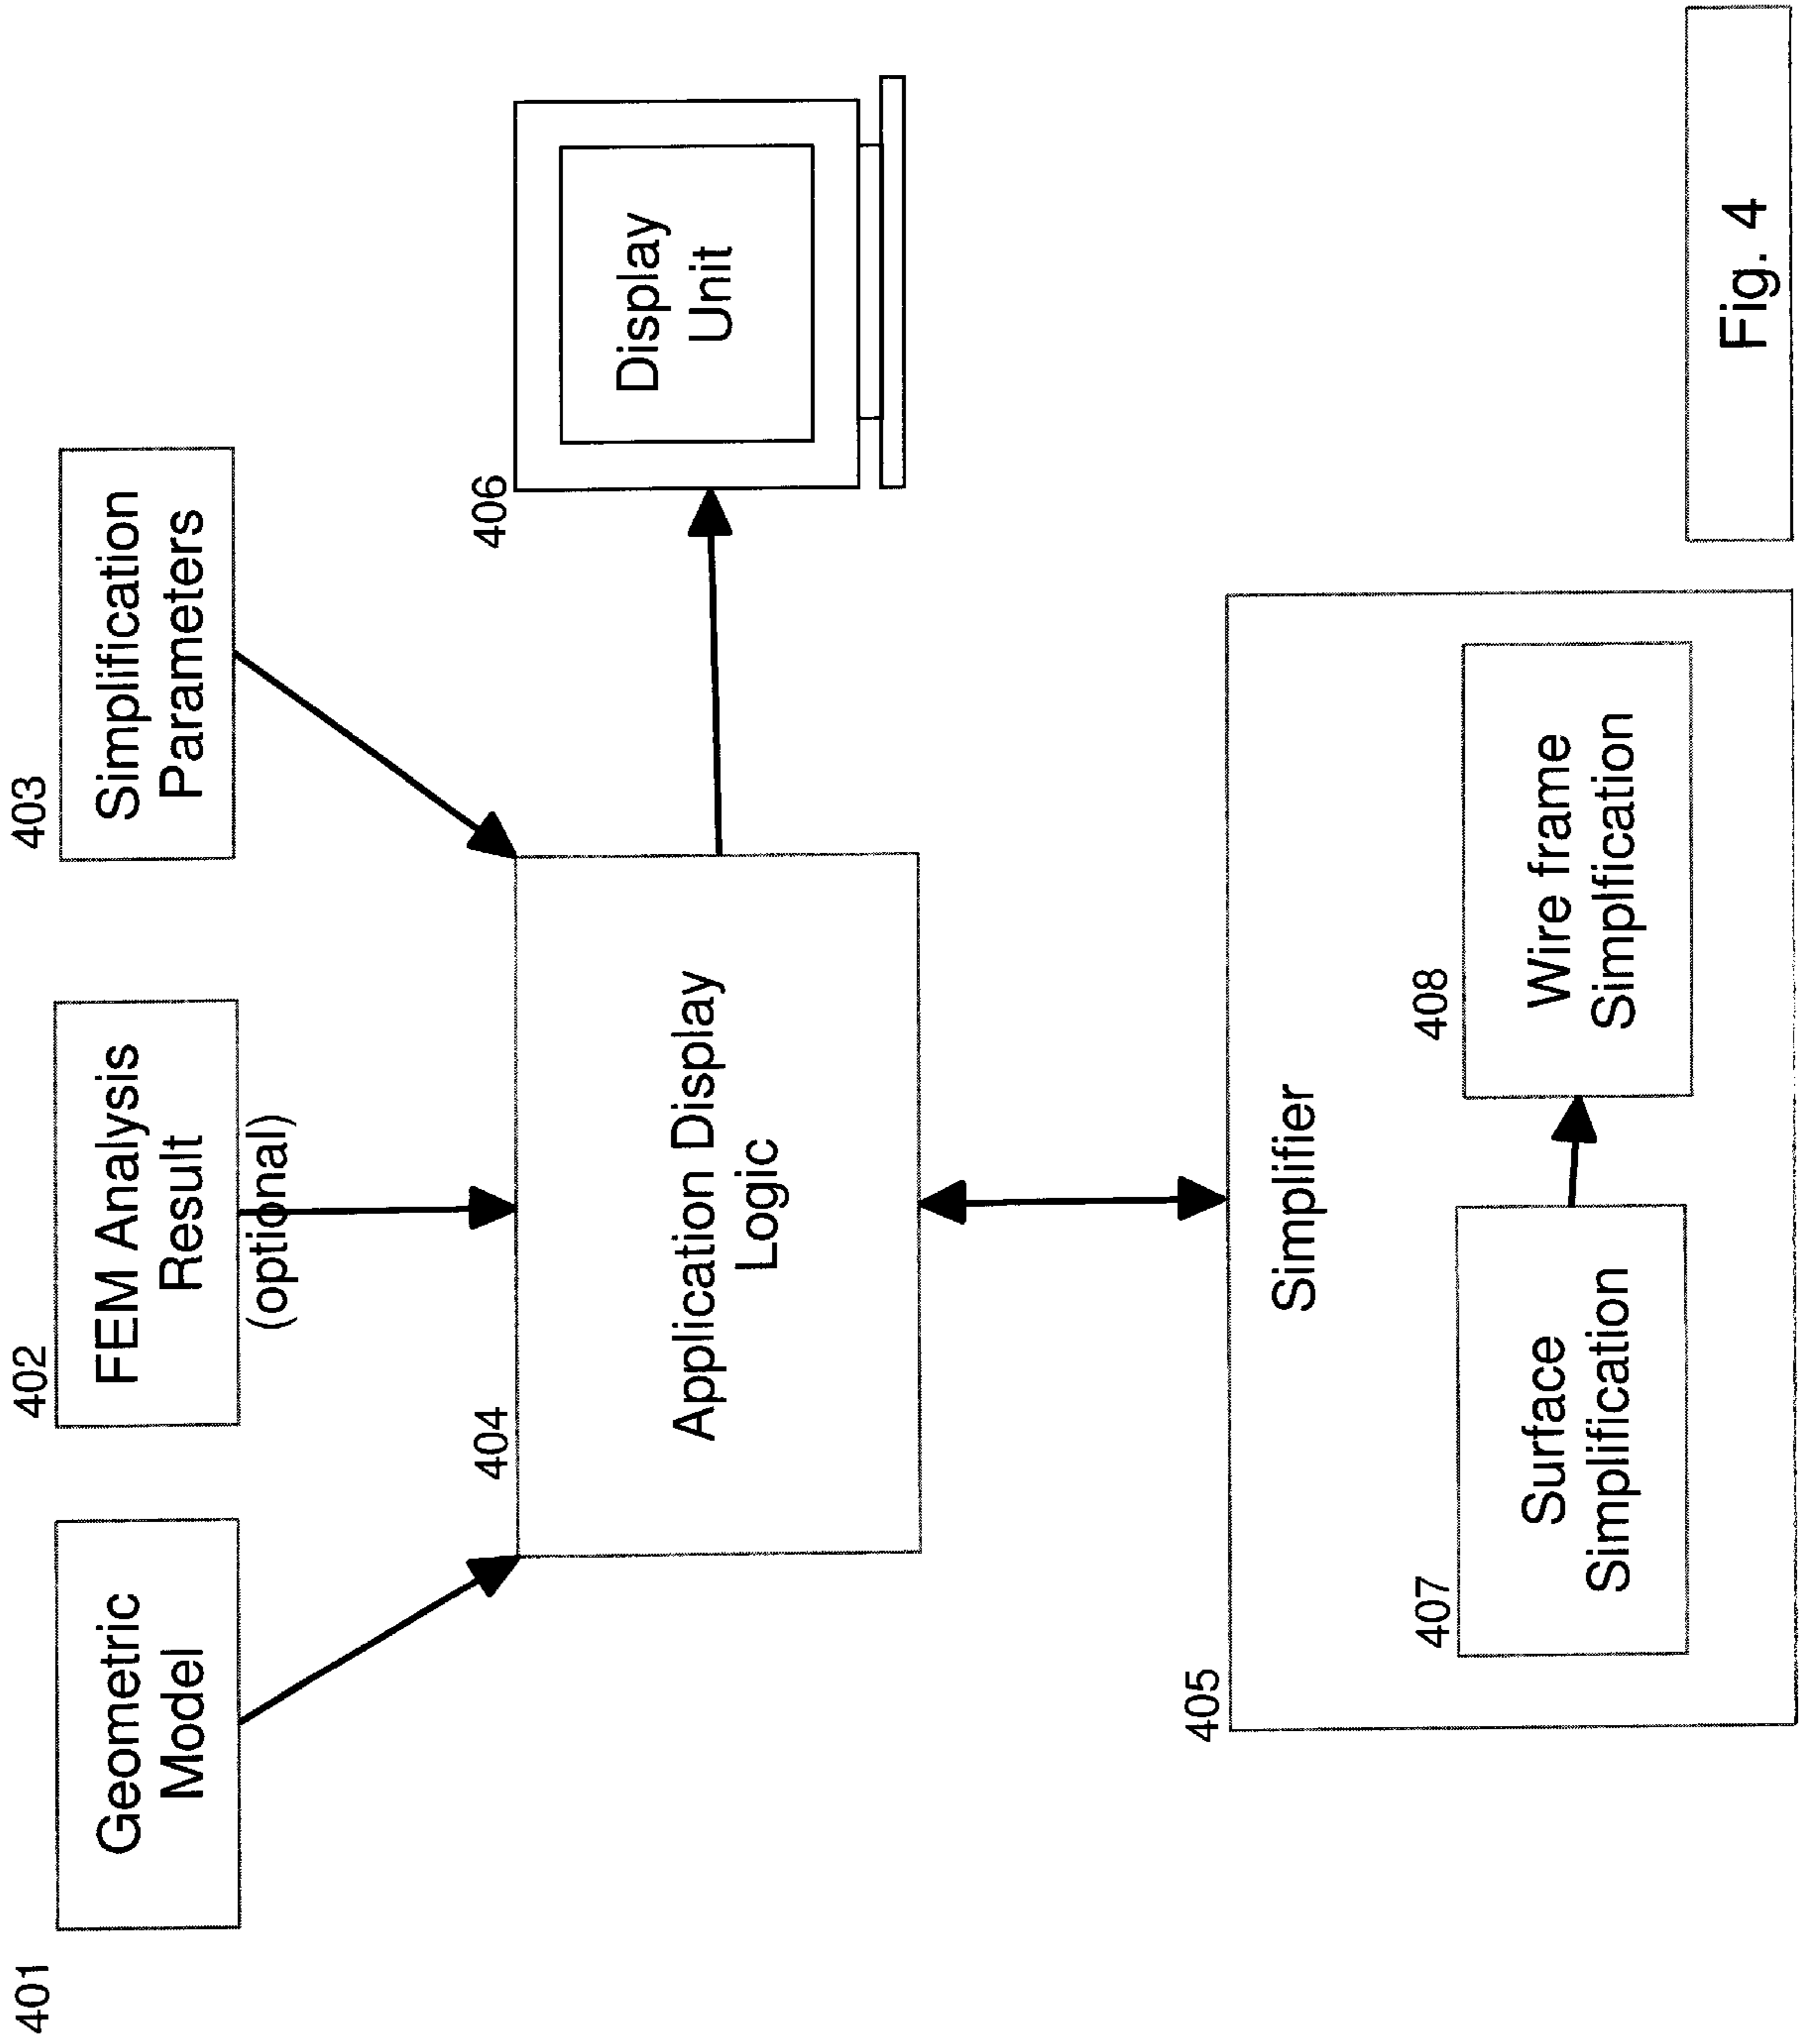 401
Geometric
Model
402
FEM Analysis
Result
(optional)
403
Simplification
Parameters
404
Application Display
Logic
406
Display
Unit
405
Simplifier
407
Surface
Simplification
408
Wire frame
Simplfication
Fig. 4